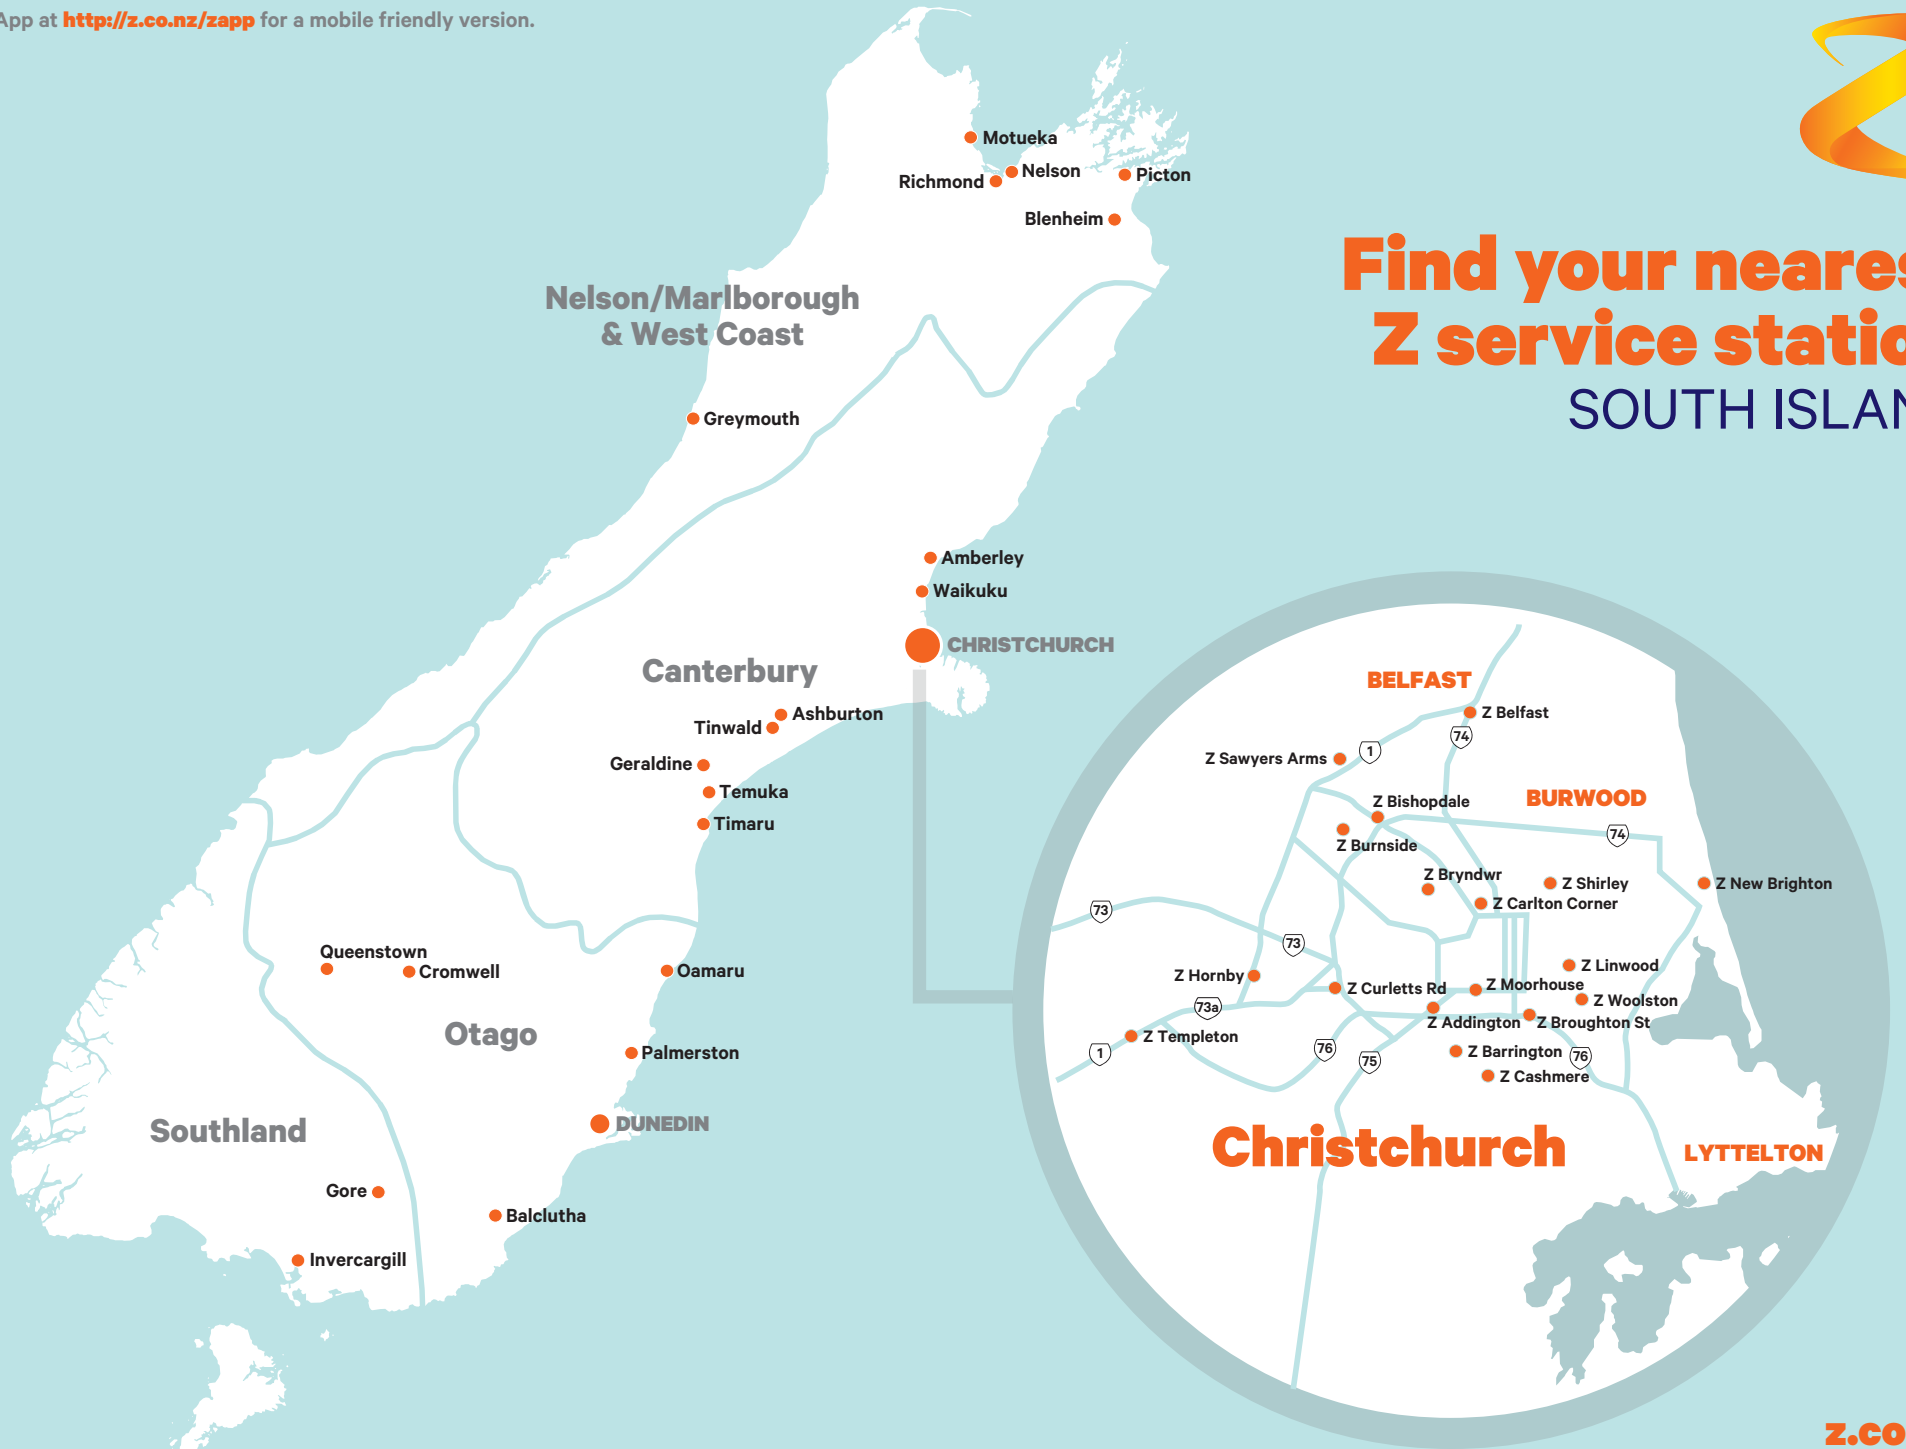 App at http://z.co.nz/zapp for a mobile friendly version.
Find your neares
Z service statio
SOUTH ISLAN
Motueka
Nelson
Richmond
Picton
Blenheim
Nelson/Marlborough
& West Coast
Greymouth
Amberley
Waikuku
CHRISTCHURCH
Canterbury
Ashburton
Tinwald
Geraldine
Temuka
Timaru
Queenstown
Cromwell
Oamaru
Otago
Palmerston
DUNEDIN
Southland
Gore
Balclutha
Invercargill
BELFAST
Z Belfast
74
1
Z Sawyers Arms
Z Bishopdale
BURWOOD
74
Z Burnside
Z Bryndwr
Z Shirley
Z New Brighton
Z Carlton Corner
73
73
Z Hornby
Z Linwood
Z Curletts Rd
Z Moorhouse
Z Woolston
73a
Z Addington
Z Broughton St
Z Templeton
1
76
75
Z Barrington
76
Z Cashmere
Christchurch
LYTTELTON
z.co